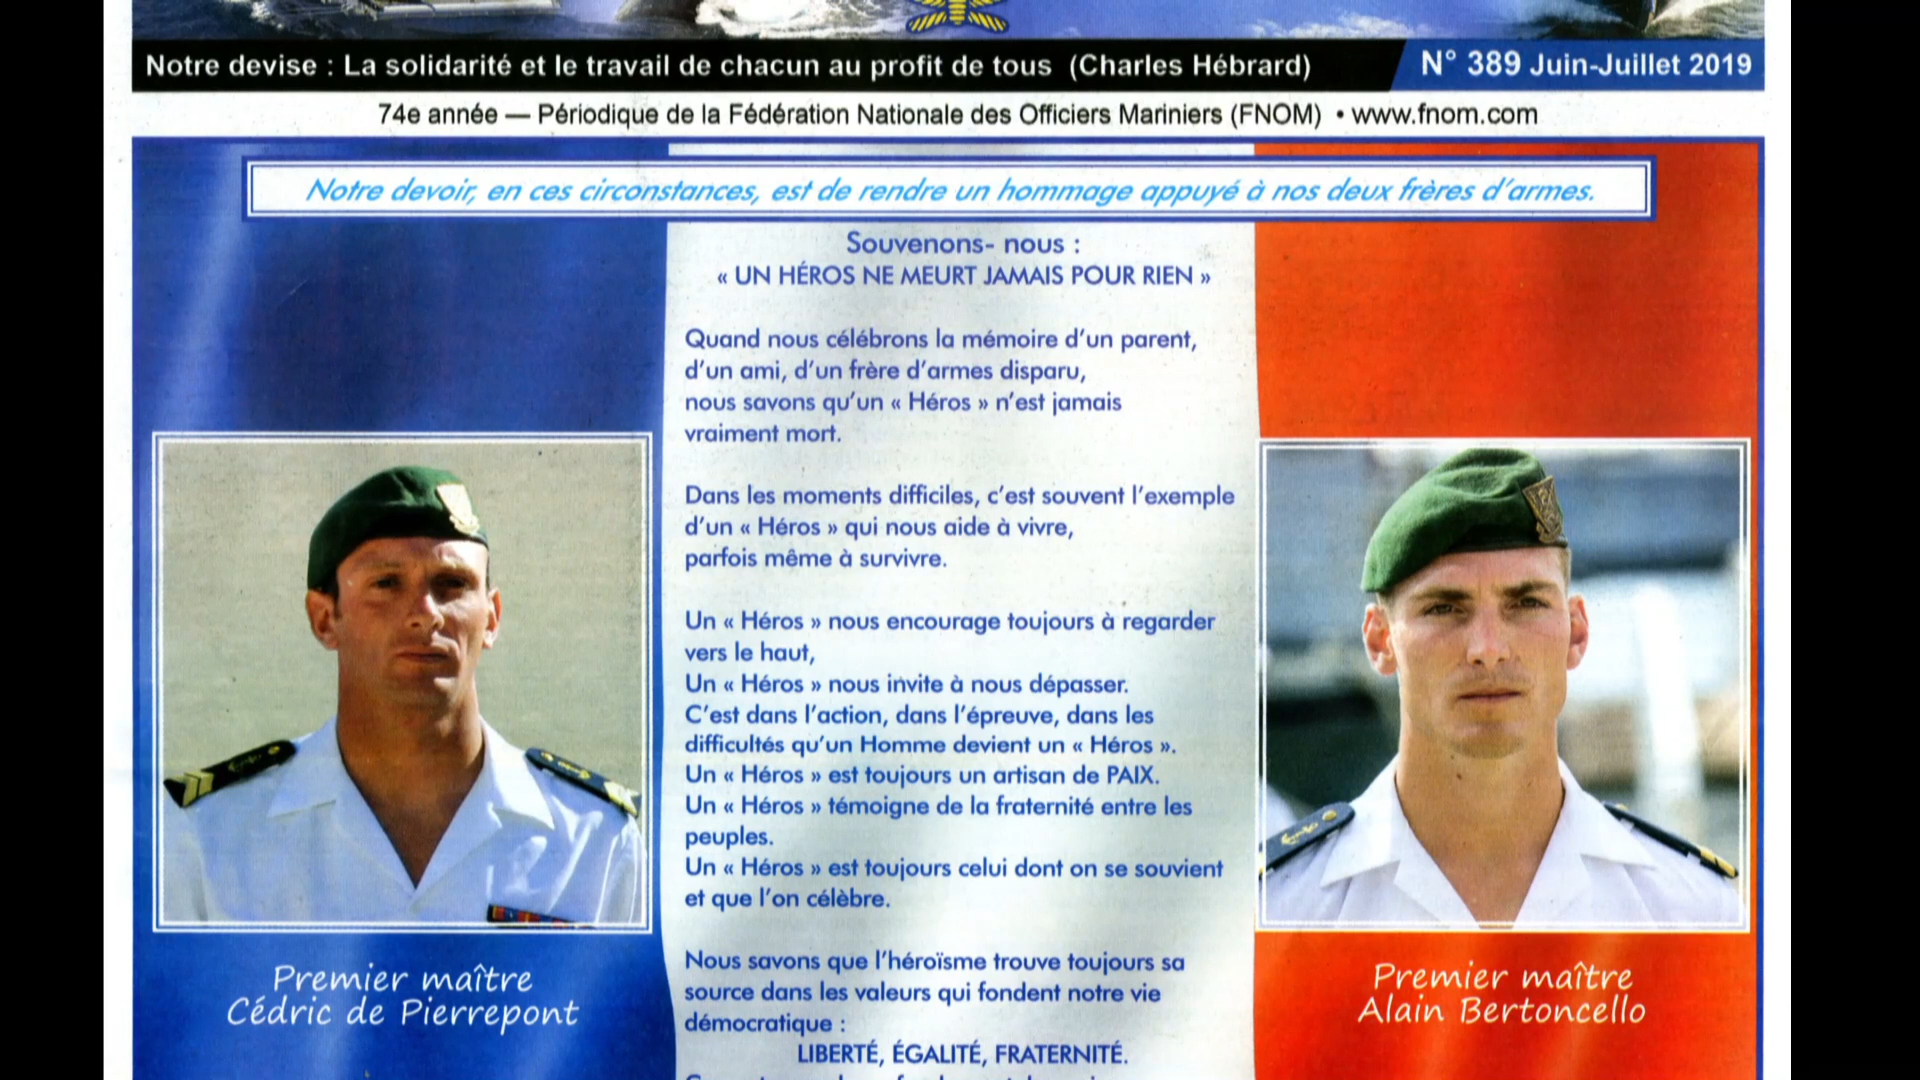 Notre devise : La solidarité et le travail de chacun au profit de tous (Charles Hébrard)
N° 389 Juin-Juillet 2019
74e année — Périodique de la Fédération Nationale des Officiers Mariniers (FNOM) • www.fnom.com
Notre devoir, en ces circonstances, est de rendre un hommage appuyé à nos deux frères d'armes.
Souvenons- nous :
« UN HÉROS NE MEURT JAMAIS POUR RIEN »
Quand nous célébrons la mémoire d'un parent,
d'un ami, d'un frère d'armes disparu,
nous savons qu'un « Héros » n'est jamais
vraiment mort.
Dans les moments difficiles, c'est souvent l'exemple
d'un « Héros » qui nous aide à vivre,
parfois même à survivre.
Un « Héros » nous encourage toujours à regarder
vers le haut,
Un « Héros » nous invite à nous dépasser.
C'est dans l'action, dans l'épreuve, dans les
difficultés qu'un Homme devient un « Héros ».
Un « Héros » est toujours un artisan de PAIX.
Un « Héros » témoigne de la fraternité entre les
peuples.
Un « Héros » est toujours celui dont on se souvient
et que l'on célèbre.
Nous savons que l'héroïsme trouve toujours sa
source dans les valeurs qui fondent notre vie
démocratique :
LIBERTÉ, ÉGALITÉ, FRATERNITÉ.
Premier maître
Cédric de Pierrepont
Premier maître
Alain Bertoncello